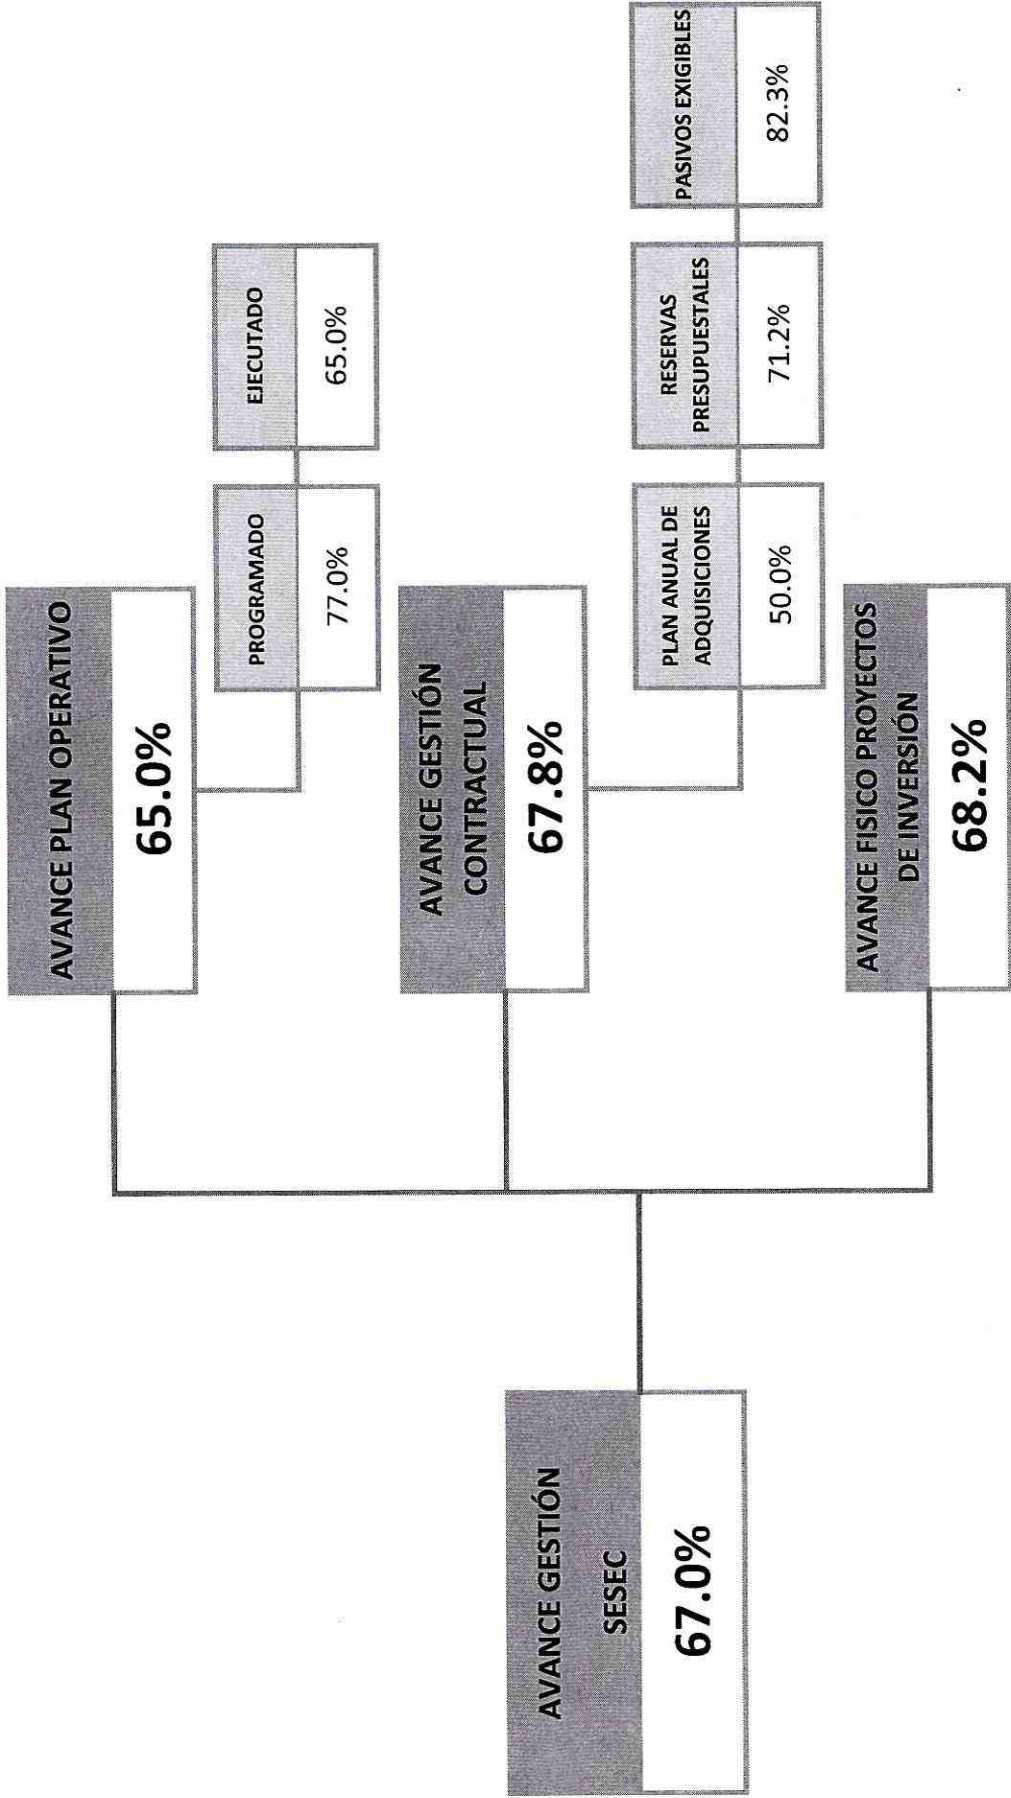 AVANCE GESTIÓN
SESEC
67.0%
AVANCE PLAN OPERATIVO
65.0%
PROGRAMADO
77.0%
EJECUTADO
65.0%
AVANCE GESTIÓN
CONTRACTUAL
67.8%
PLAN ANUAL DE
ADQUISICIONES
50.0%
RESERVAS
PRESUPUESTALES
71.2%
PASIVOS EXIGIBLES
82.3%
AVANCE FISICO PROYECTOS
DE INVERSIÓN
68.2%